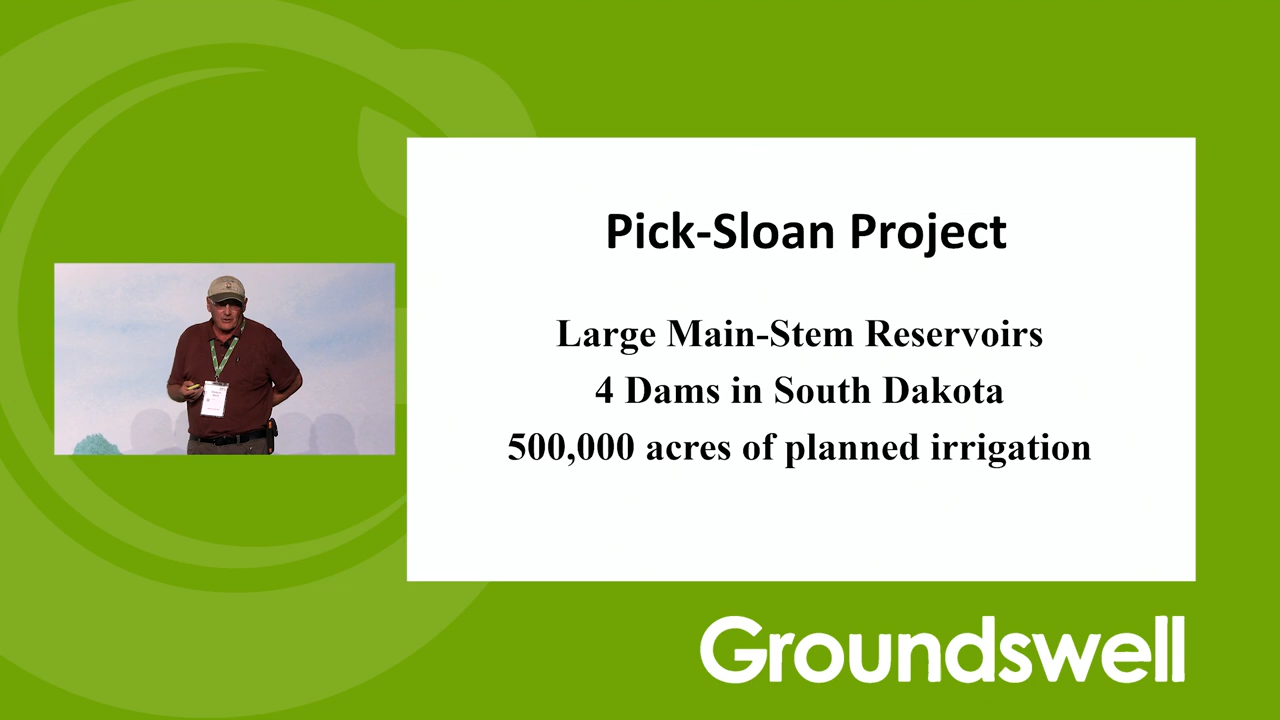 Pick-Sloan Project
Large Main-Stem Reservoirs
4 Dams in South Dakota
500,000 acres of planned irrigation
Groundswell